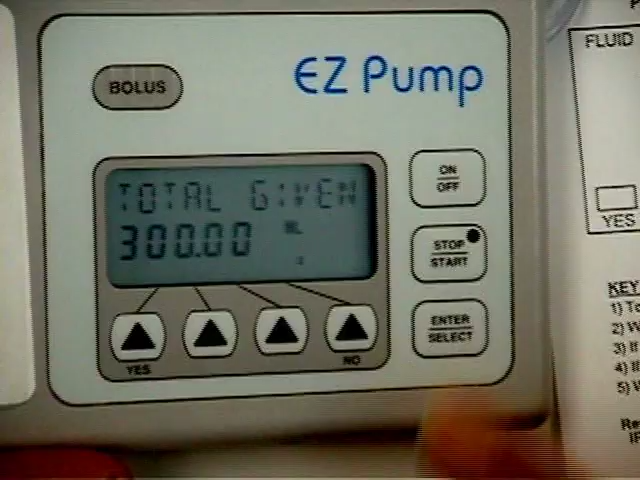 BOLUS
EZ Pump
TOTAL GIVEN
300.00 ML
ON
OFF
STOP
START
ENTER
SELECT
YES
NO
FLUID
YES
KEY
1) To
2) W
3) If
4) If
5) W